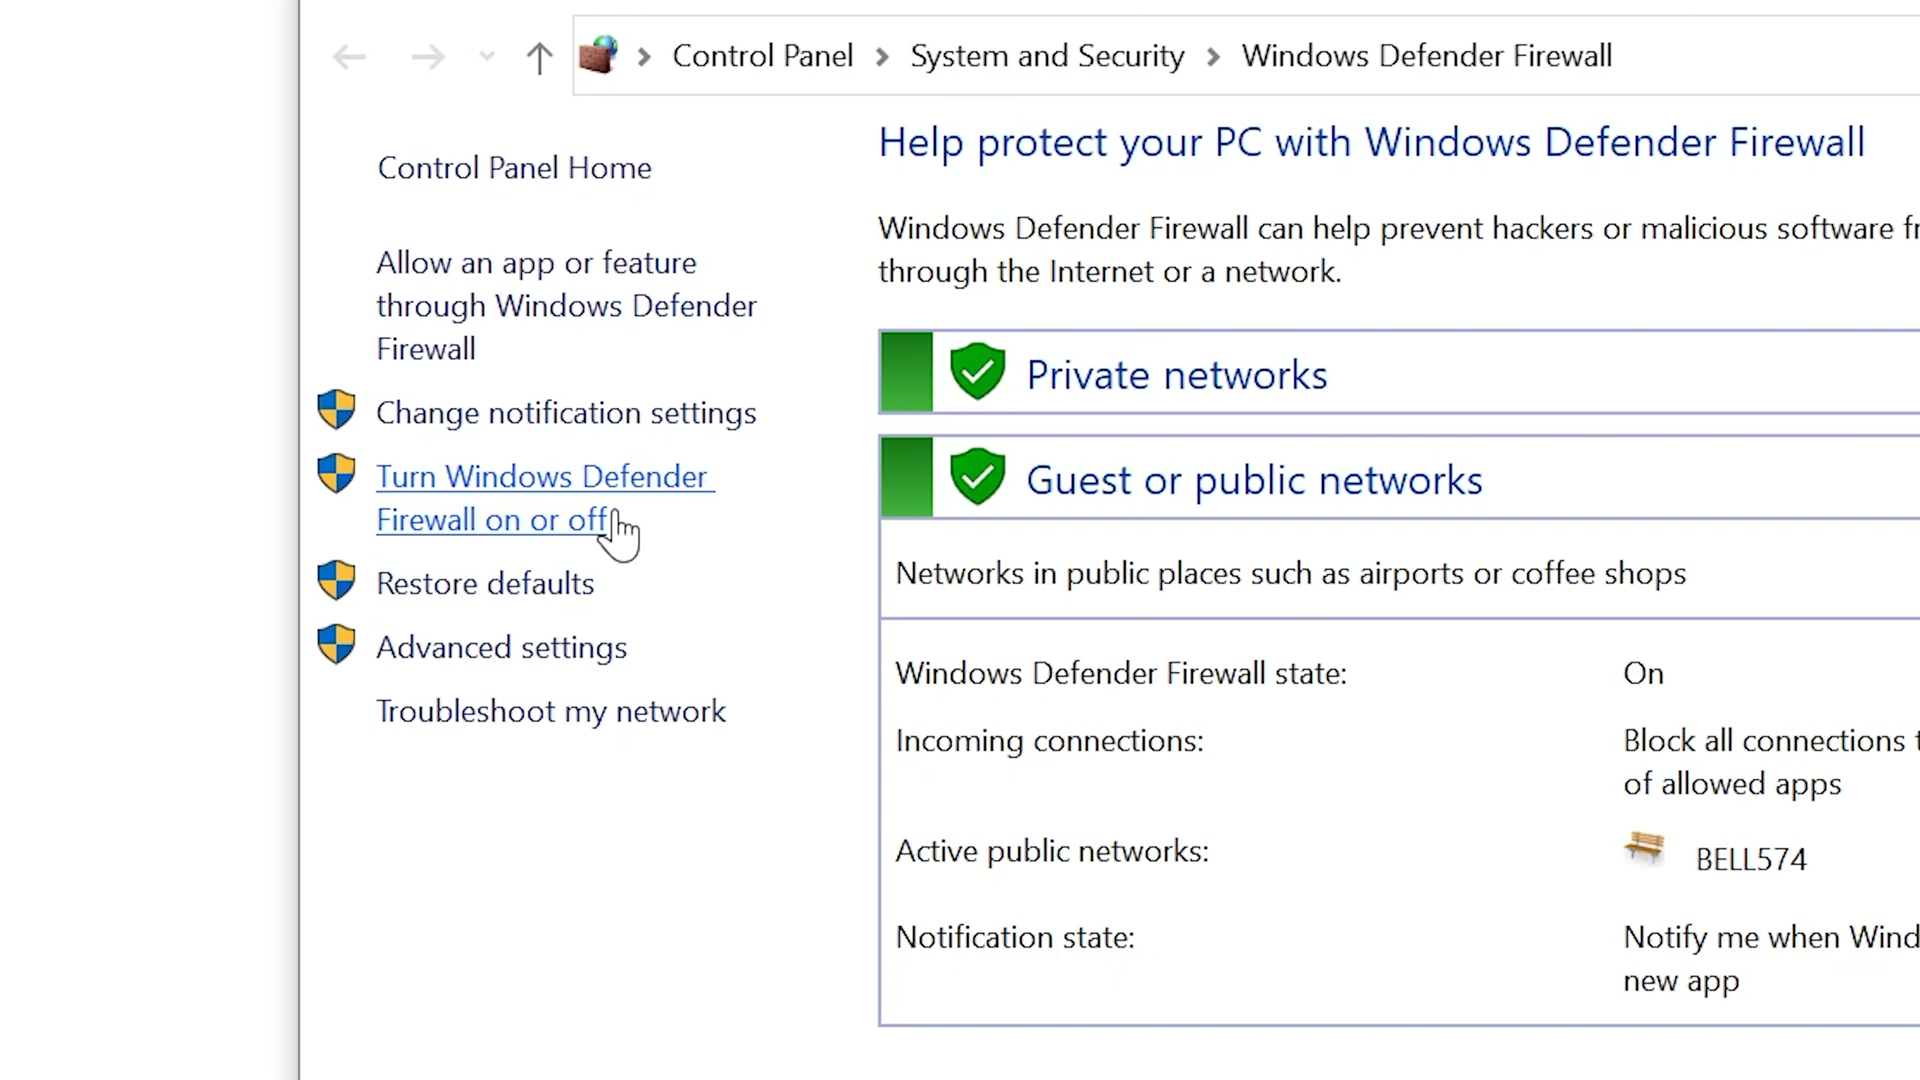 Control Panel > System and Security > Windows Defender Firewall
Control Panel Home
Allow an app or feature
through Windows Defender
Firewall
Change notification settings
Turn Windows Defender
Firewall on or off
Restore defaults
Advanced settings
Troubleshoot my network
Help protect your PC with Windows Defender Firewall
Windows Defender Firewall can help prevent hackers or malicious software
through the Internet or a network.
Private networks
Guest or public networks
Networks in public places such as airports or coffee shops
Windows Defender Firewall state: On
Incoming connections: Block all connections
of allowed apps
Active public networks: BELL574
Notification state: Notify me when
new app